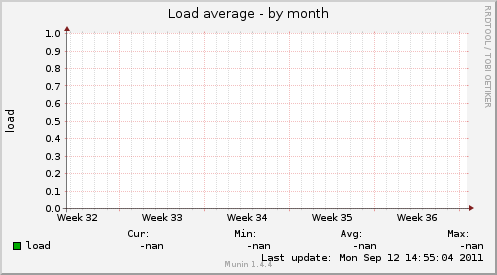 Load average - by month
RRDTOOL / TOBI OETIKER
load
1.0
0.9
0.8
0.7
0.6
0.5
0.4
0.3
0.2
0.1
0.0
Week 32 Week 33 Week 34 Week 35 Week 36
Cur: Min: Avg: Max:
load -nan -nan -nan -nan
Last update: Mon Sep 12 14:55:04 2011
Munin 1.4.4